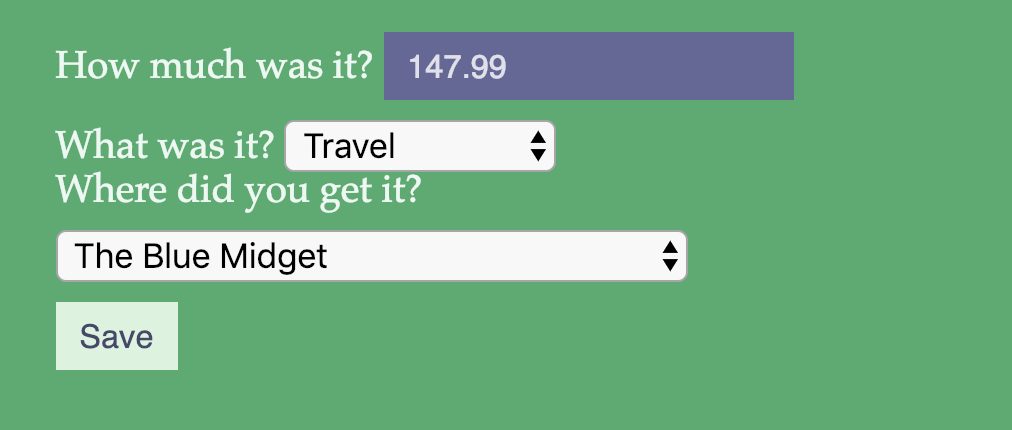 How much was it? 147.99
What was it? Travel
Where did you get it?
The Blue Midget
Save